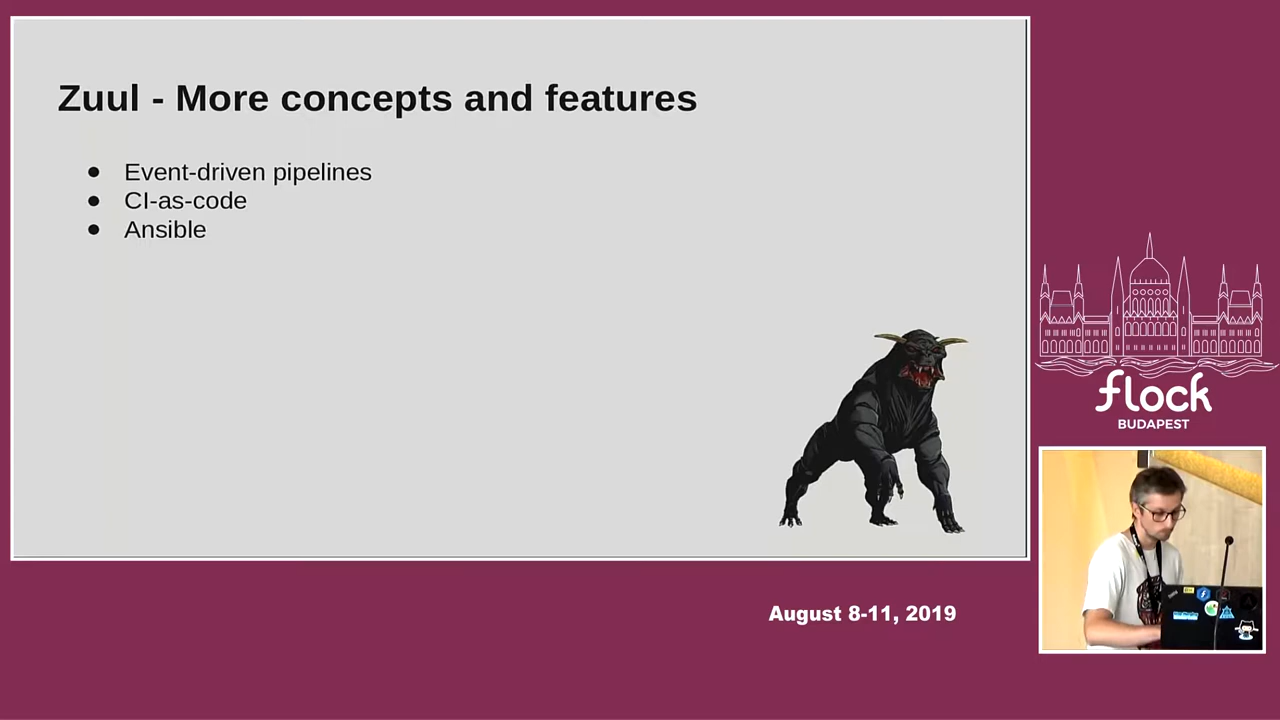 Zuul - More concepts and features
● Event-driven pipelines
● CI-as-code
● Ansible
flock
BUDAPEST
August 8-11, 2019